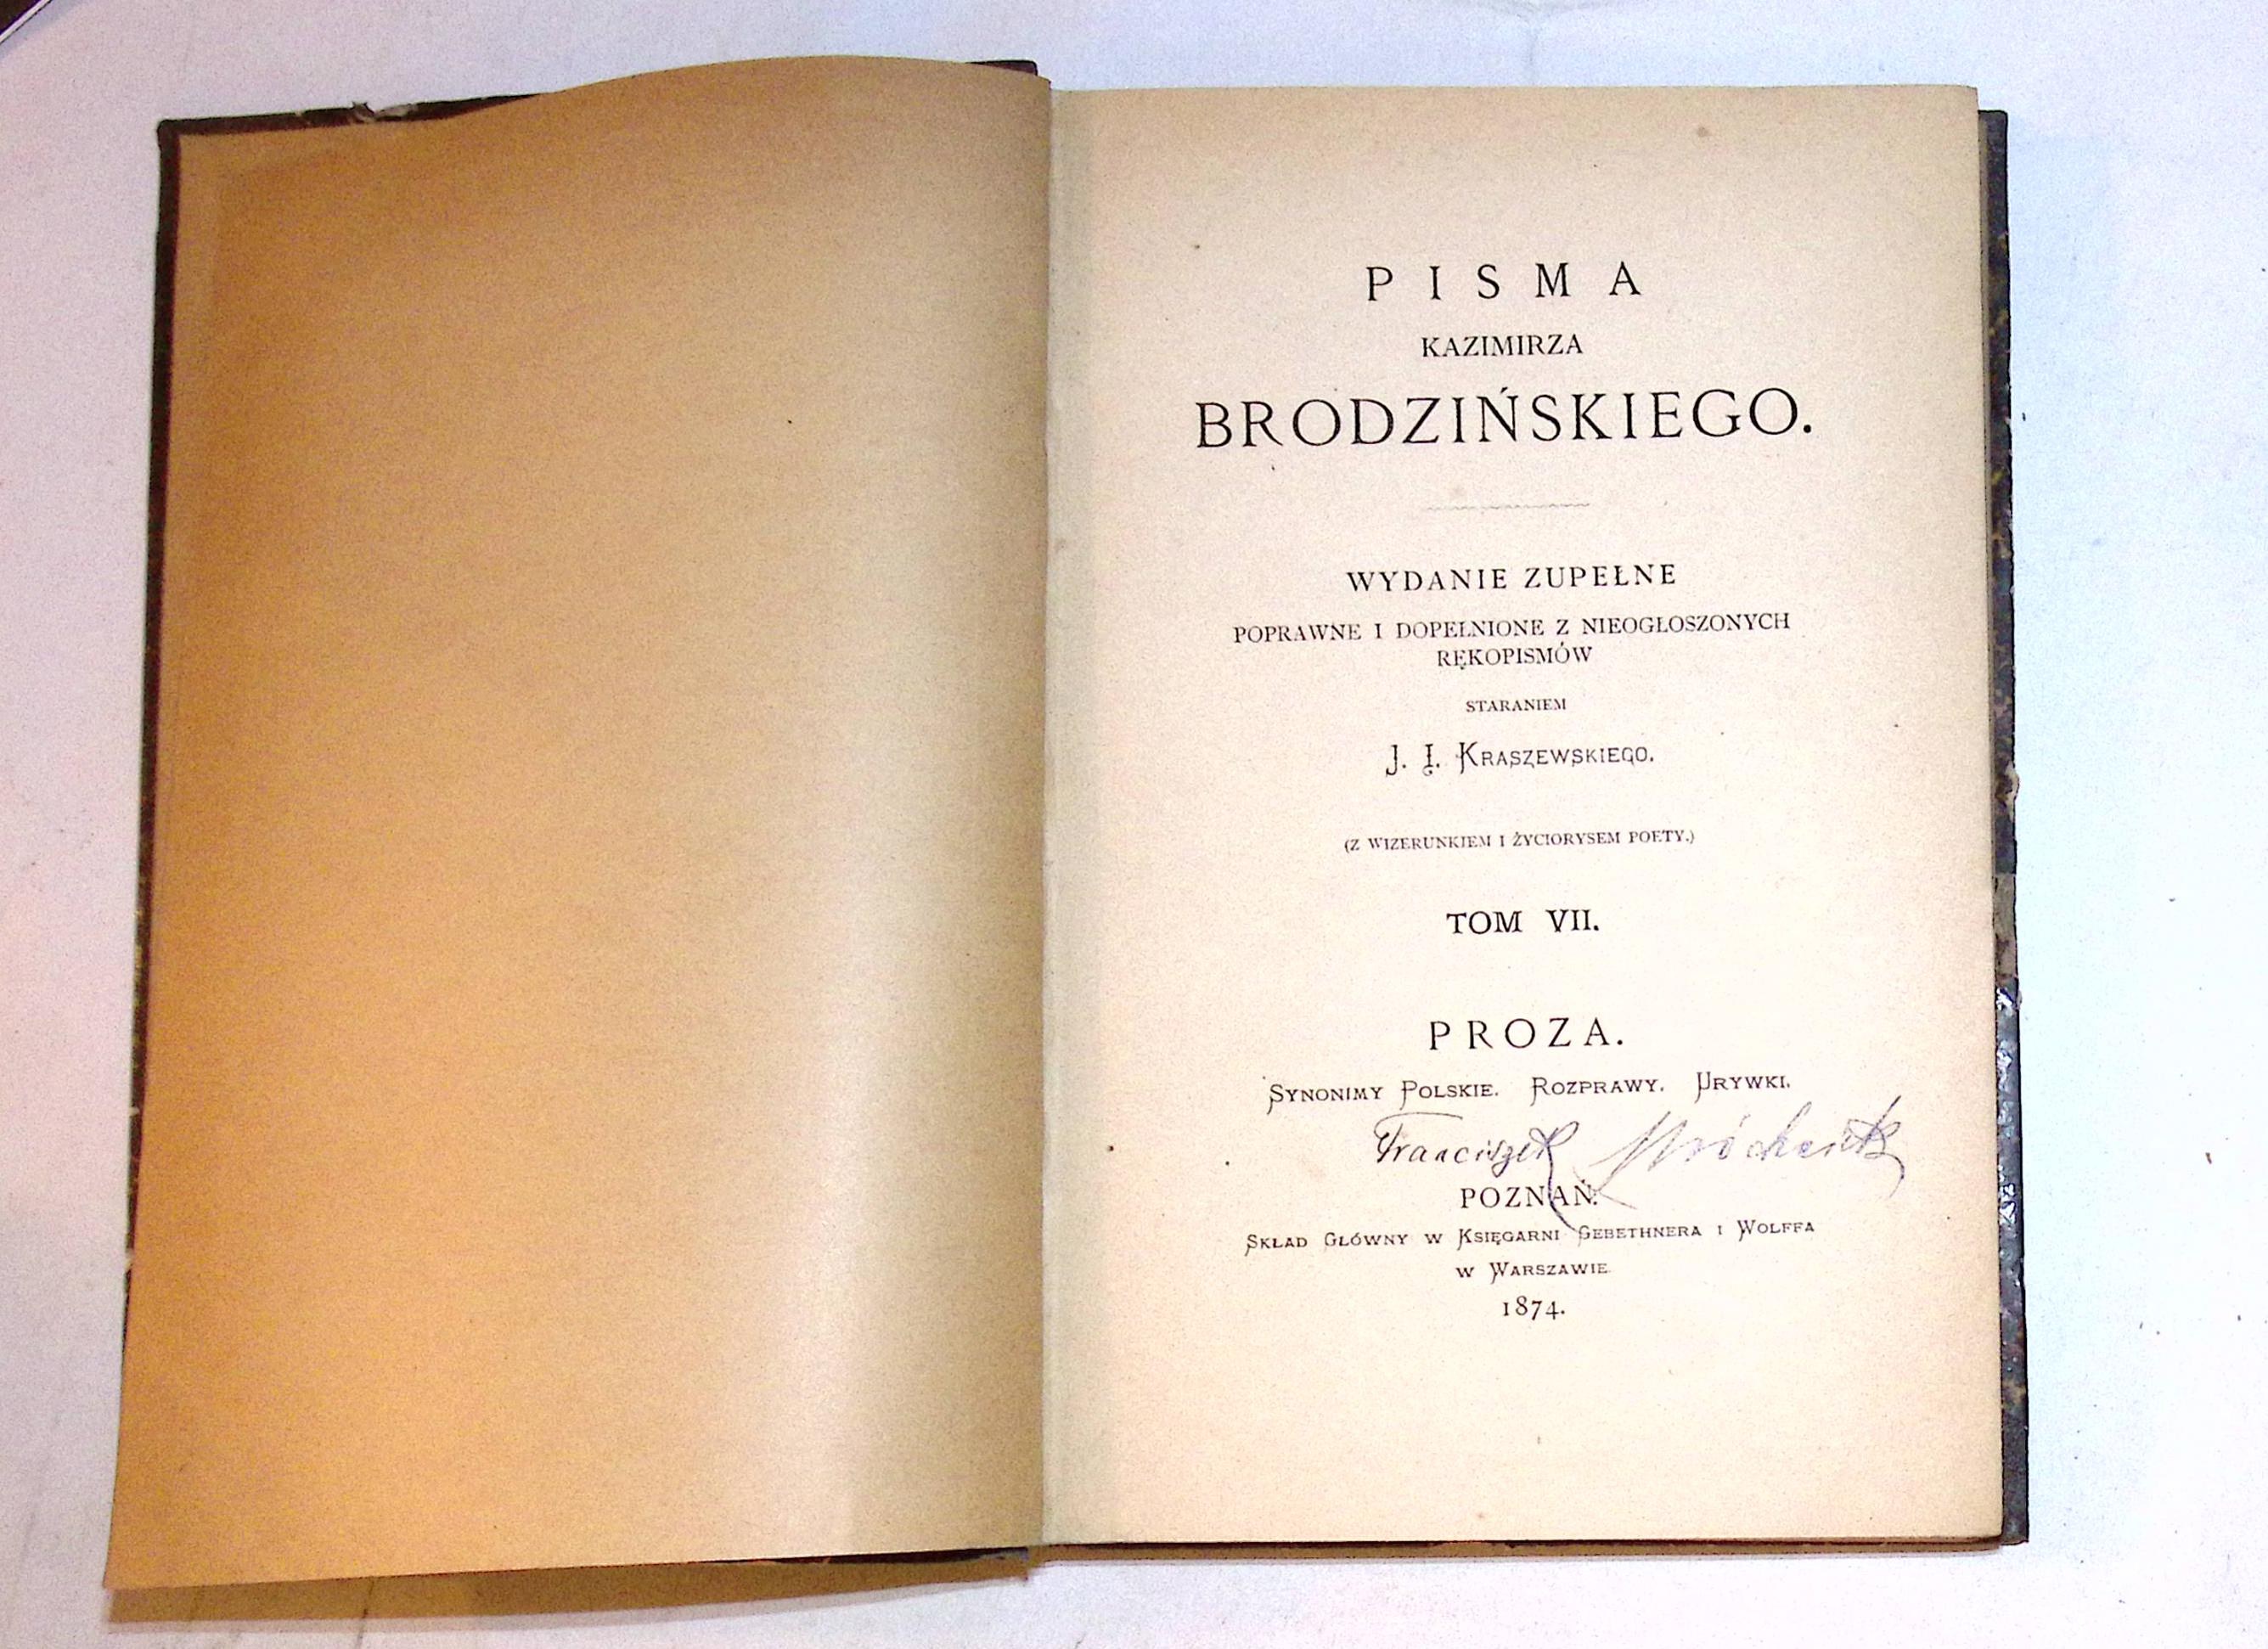 PISMA
KAZIMIRZA
BRODZIŃSKIEGO.
WYDANIE ZUPEŁNE
POPRAWNE I DOPEŁNIONE Z NIEOGŁOSZONYCH
RĘKOPISMÓW
STARANIEM
J. I. KRASZEWSKIEGO.
(Z WIZERUNKIEM I ŻYCIORYSEM POETY.)
TOM VII.
PROZA.
SYNONIMY POLSKIE. ROZPRAWY. URYWKI.
Franciszek
POZNAŃ.
SKŁAD GŁÓWNY W KSIĘGARNI GEBETHNERA I WOLFFA
W WARSZAWIE
1874.